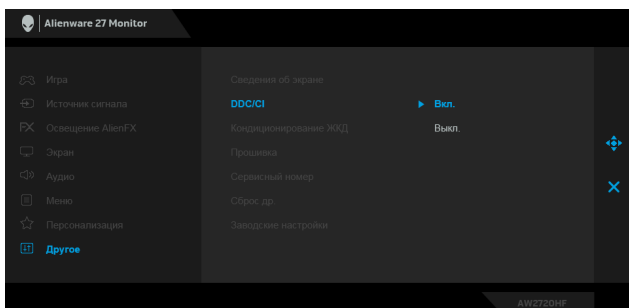 Alienware 27 Monitor
Игра
Источник сигнала
Освещение AlienFX
Экран
Аудио
Меню
Персонализация
Другое
Сведения об экране
DDC/CI
Вкл.
Выкл.
Кондиционирование ЖКД
Прошивка
Сервисный номер
Сброс др.
Заводские настройки
AW2720HF